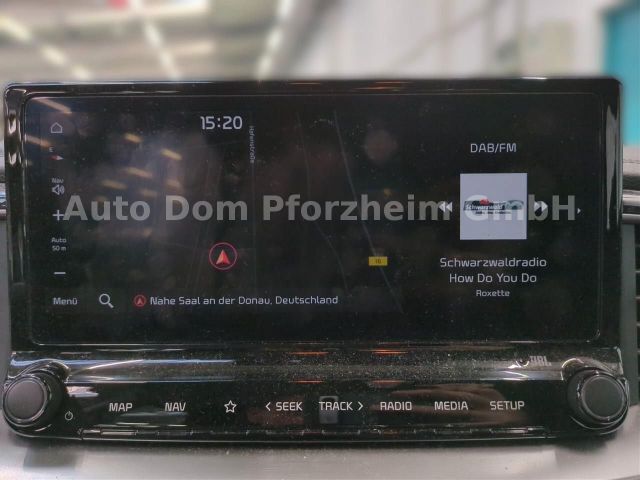 15:20
DAB/FM
E
Nav
Auto Dom Pforzheim GmbH
Auto
50 m
Schwarzwaldradio
How Do You Do
Roxette
Menü
Nahe Saal an der Donau, Deutschland
16
MAP NAV < SEEK TRACK > RADIO MEDIA SETUP